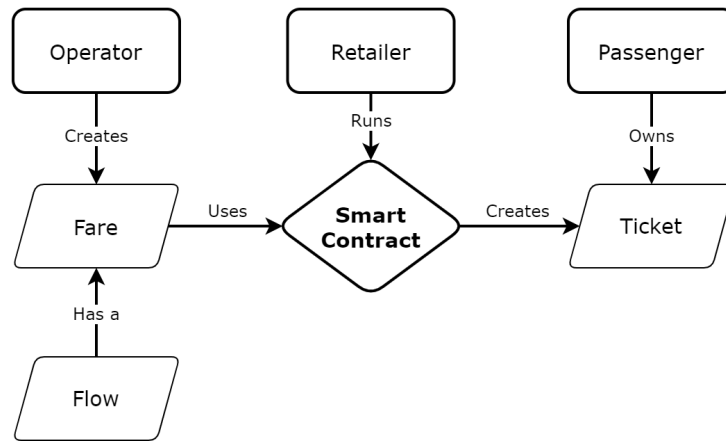 Operator
Retailer
Passenger
Creates
Runs
Owns
Fare
Uses
Smart
Contract
Creates
Ticket
Has a
Flow